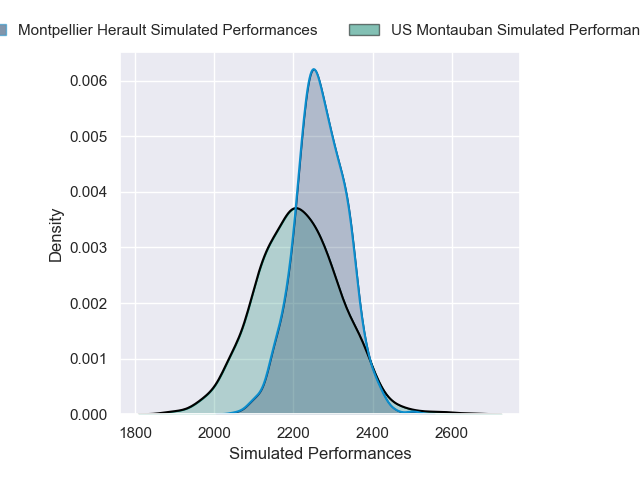 Montpellier Herault Simulated Performances
US Montauban Simulated Performan
0.006
0.005
0.004
0.003
0.002
0.001
0.000
Density
1800 2000 2200 2400 2600
Simulated Performances